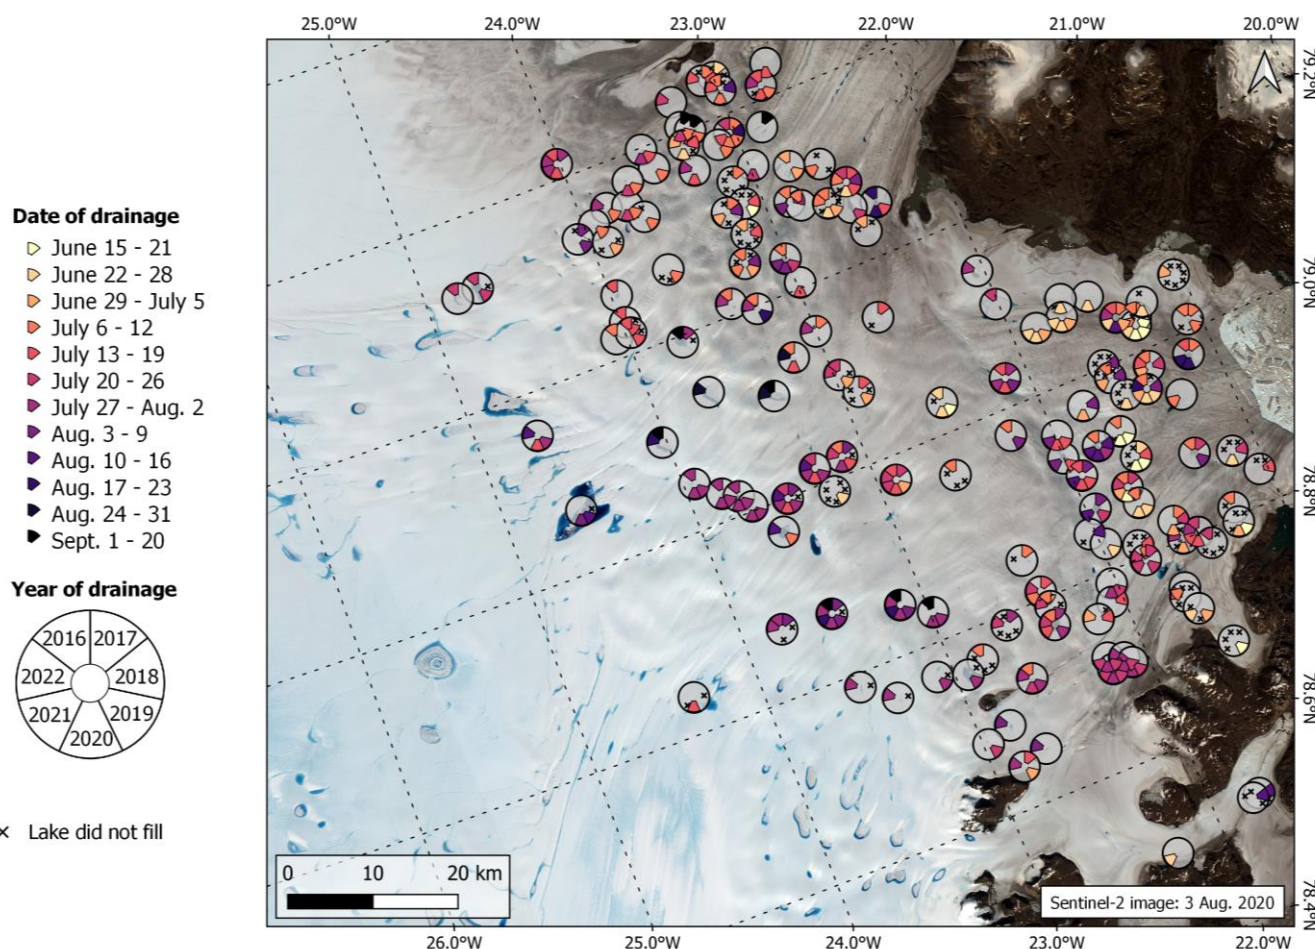 25.0°W 24.0°W 23.0°W 22.0°W 21.0°W 20.0°W
79.2°N
79.0°N
78.8°N
78.6°N
78.4°N
Date of drainage
June 15 - 21
June 22 - 28
June 29 - July 5
July 6 - 12
July 13 - 19
July 20 - 26
July 27 - Aug. 2
Aug. 3 - 9
Aug. 10 - 16
Aug. 17 - 23
Aug. 24 - 31
Sept. 1 - 20
Year of drainage
2016 2017
2022 2018
2021 2019
2020
× Lake did not fill
0 10 20 km
Sentinel-2 image: 3 Aug. 2020
26.0°W 25.0°W 24.0°W 23.0°W 22.0°W